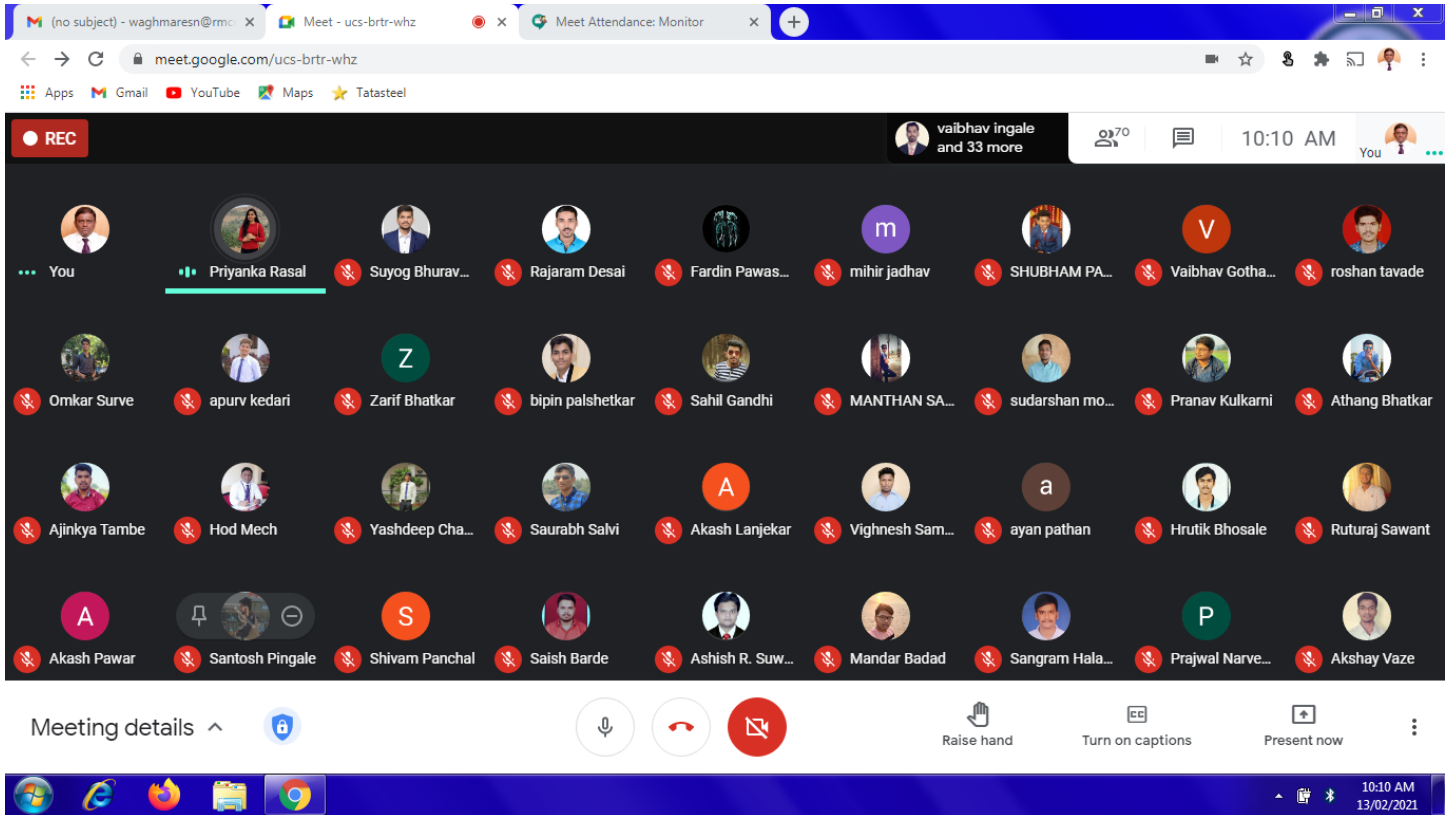 (no subject) - waghmaresn@rmc
Meet - ucs-brtr-whz
Meet Attendance: Monitor
meet.google.com/ucs-brtr-whz
Apps Gmail YouTube Maps Tatasteel
REC
vaibhav ingale
and 33 more
70
10:10 AM
You
You Priyanka Rasal Suyog Bhurav... Rajaram Desai Fardin Pawas... m mihir jadhav SHUBHAM PA... V Vaibhav Gotha... roshan tavade
Omkar Surve apurv kedari Z Zarif Bhatkar bipin palshetkar Sahil Gandhi MANTHAN SA... sudarshan mo... Pranav Kulkarni Athang Bhatkar
Ajinkya Tambe Hod Mech Yashdeep Cha... Saurabh Salvi A Akash Lanjekar Vighnesh Sam... a ayan pathan Hrutik Bhosale Ruturaj Sawant
A Akash Pawar Santosh Pingale S Shivam Panchal Saish Barde Ashish R. Suw... Mandar Badad Sangram Hala... P Prajwal Narve... Akshay Vaze
Meeting details
Raise hand
CC
Turn on captions
Present now
10:10 AM
13/02/2021